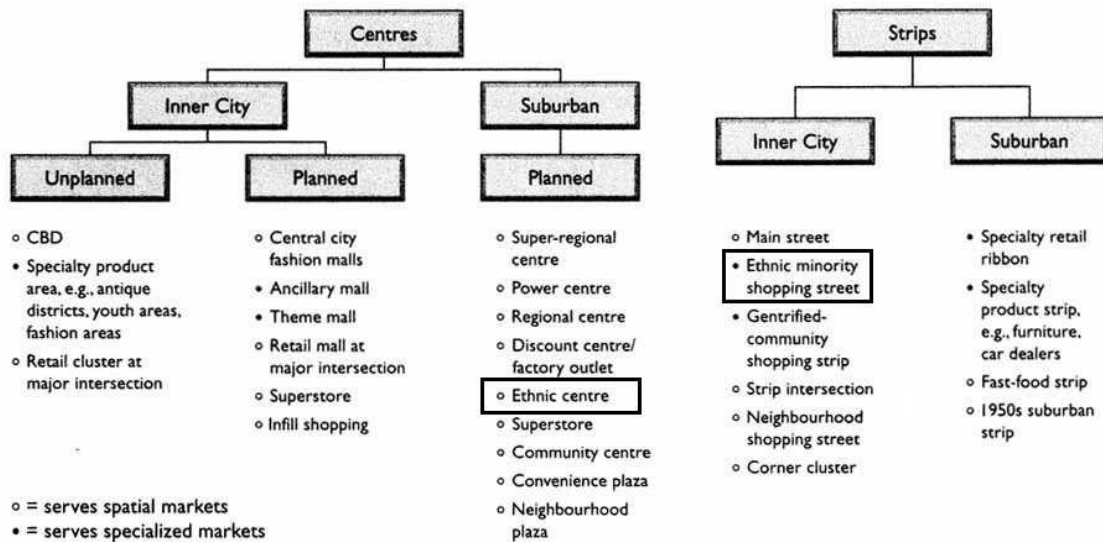 Centres
Inner City
Suburban
Unplanned
Planned
Planned
○ CBD
• Specialty product
area, e.g., antique
districts, youth areas,
fashion areas
○ Retail cluster at
major intersection
○ Central city
fashion malls
• Ancillary mall
• Theme mall
○ Retail mall at
major intersection
○ Superstore
○ Infill shopping
○ Super-regional
centre
○ Power centre
○ Regional centre
○ Discount centre/
factory outlet
○ Ethnic centre
○ Superstore
○ Community centre
○ Convenience plaza
○ Neighbourhood
plaza
Strips
Inner City
Suburban
○ Main street
• Ethnic minority
shopping street
• Gentrified-
community
shopping strip
○ Strip intersection
○ Neighbourhood
shopping street
○ Corner cluster
• Specialty retail
ribbon
• Specialty
product strip,
e.g., furniture,
car dealers
○ Fast-food strip
○ 1950s suburban
strip
○ = serves spatial markets
• = serves specialized markets